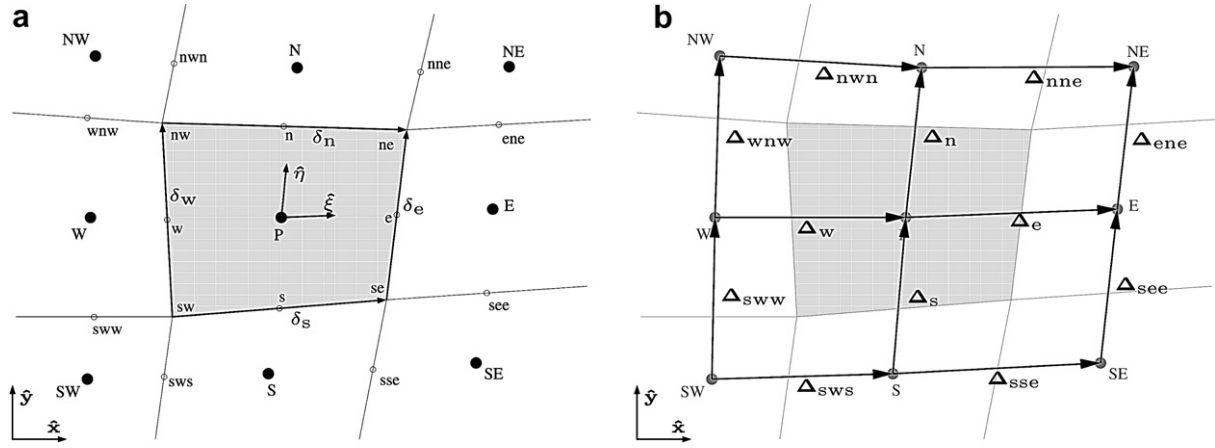 a
NW
nwn
N
nne
NE
wnw
nw
n
δn
ne
ene
η̂
δw
ξ̂
e
δe
E
W
w
P
sw
s
se
δs
see
sww
SW
sws
S
sse
SE
ŷ
x̂
b
NW
N
NE
Δnwn
Δnne
Δwnw
Δn
Δene
W
E
Δw
Δe
Δsww
Δs
Δsee
SW
Δsws
S
Δsse
SE
ŷ
x̂